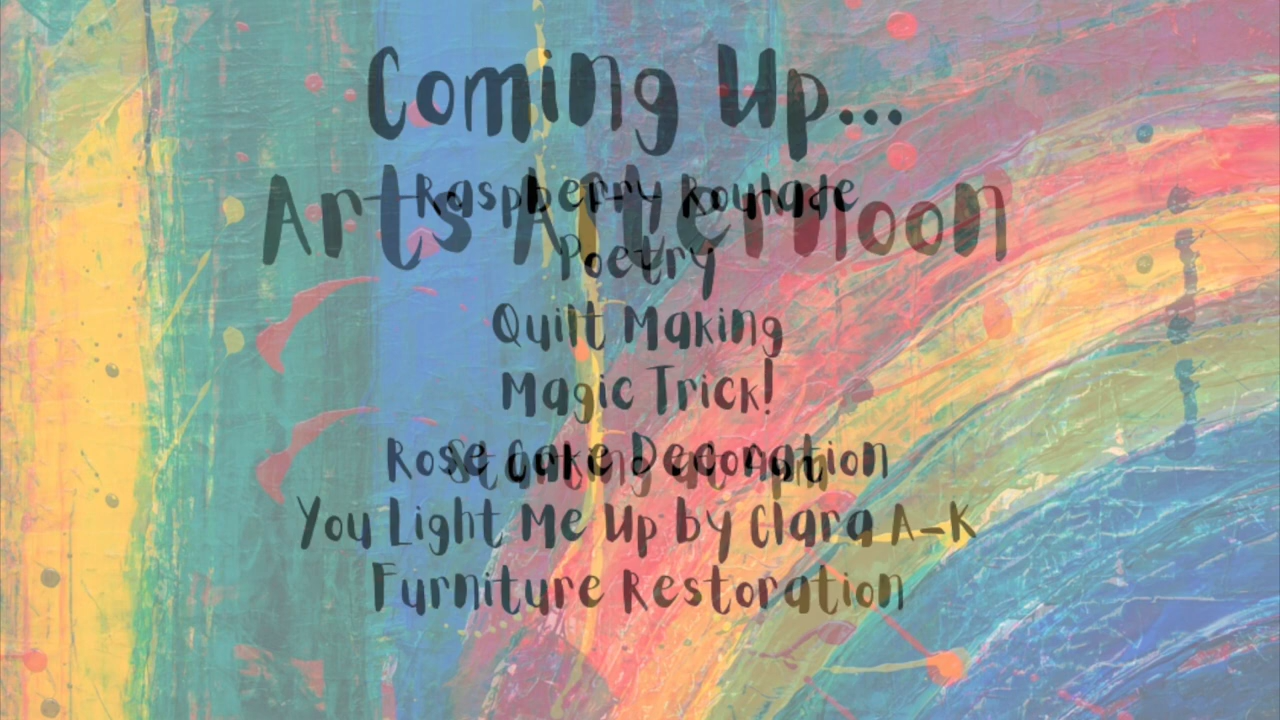 Coming Up...
Raspberry Roulade
Arts Afternoon
Poetry
Quilt Making
Magic Trick!
Rose Cake Decoration
You Light Me Up by Clara A-K
Furniture Restoration